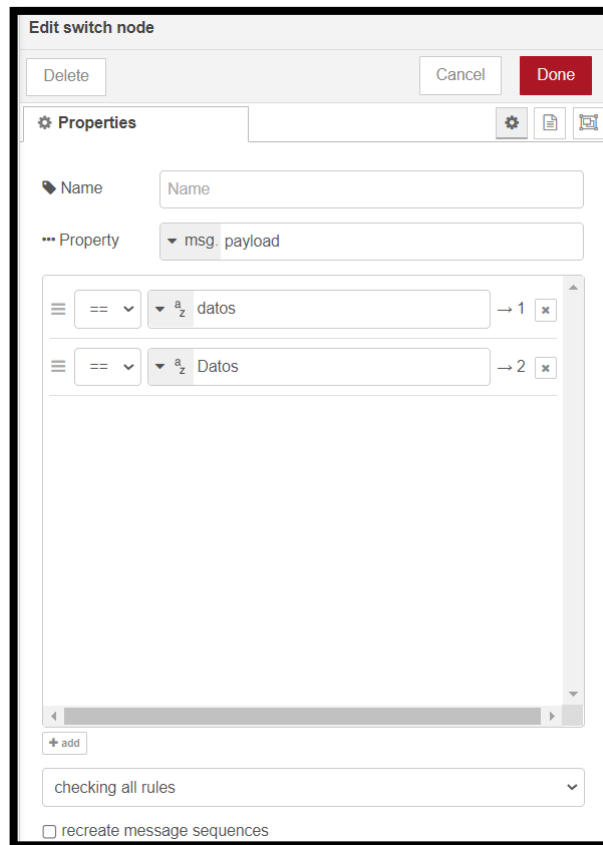 Edit switch node
Delete Cancel Done
Properties
Name Name
Property msg. payload
== a z datos → 1
== a z Datos → 2
+ add
checking all rules
recreate message sequences